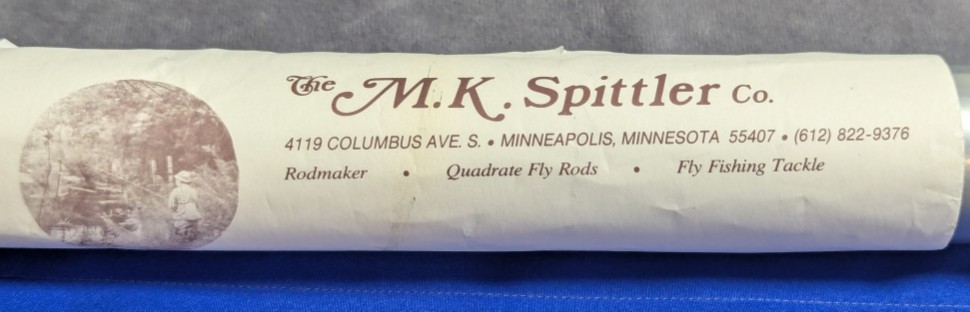 The M.K. Spittler Co.
4119 COLUMBUS AVE. S. • MINNEAPOLIS, MINNESOTA 55407 • (612) 822-9376
Rodmaker • Quadrate Fly Rods • Fly Fishing Tackle